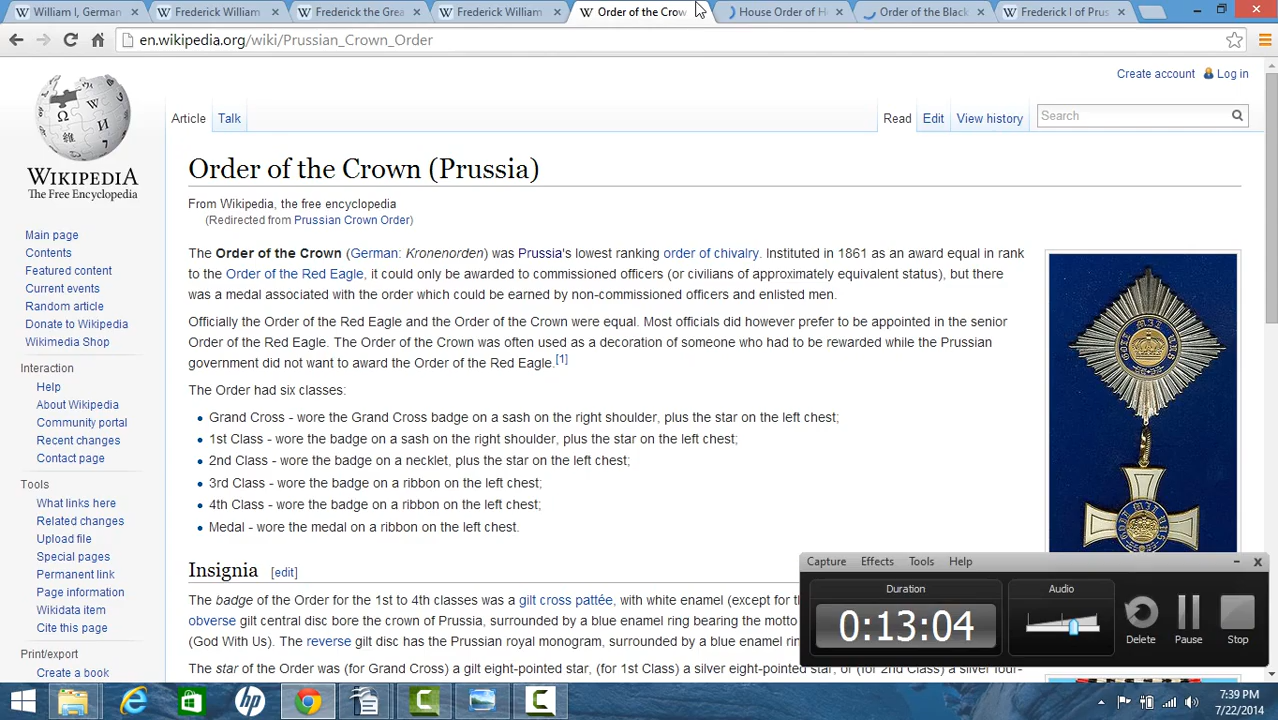 William I, German
Frederick William
Frederick the Grea
Frederick William
Order of the Crow
House Order of H
Order of the Black
Frederick I of Prus
en.wikipedia.org/wiki/Prussian_Crown_Order
Create account Log in
Article Talk Read Edit View history Search
WIKIPEDIA
The Free Encyclopedia
Main page
Contents
Featured content
Current events
Random article
Donate to Wikipedia
Wikimedia Shop
Interaction
Help
About Wikipedia
Community portal
Recent changes
Contact page
Tools
What links here
Related changes
Upload file
Special pages
Permanent link
Page information
Wikidata item
Cite this page
Print/export
Create a book
Order of the Crown (Prussia)
From Wikipedia, the free encyclopedia
(Redirected from Prussian Crown Order)
The Order of the Crown (German: Kronenorden) was Prussia's lowest ranking order of chivalry. Instituted in 1861 as an award equal in rank
to the Order of the Red Eagle, it could only be awarded to commissioned officers (or civilians of approximately equivalent status), but there
was a medal associated with the order which could be earned by non-commissioned officers and enlisted men.
Officially the Order of the Red Eagle and the Order of the Crown were equal. Most officials did however prefer to be appointed in the senior
Order of the Red Eagle. The Order of the Crown was often used as a decoration of someone who had to be rewarded while the Prussian
government did not want to award the Order of the Red Eagle.[1]
The Order had six classes:
Grand Cross - wore the Grand Cross badge on a sash on the right shoulder, plus the star on the left chest;
1st Class - wore the badge on a sash on the right shoulder, plus the star on the left chest;
2nd Class - wore the badge on a necklet, plus the star on the left chest;
3rd Class - wore the badge on a ribbon on the left chest;
4th Class - wore the badge on a ribbon on the left chest;
Medal - wore the medal on a ribbon on the left chest.
Insignia [edit]
The badge of the Order for the 1st to 4th classes was a gilt cross pattée, with white enamel (except for th
obverse gilt central disc bore the crown of Prussia, surrounded by a blue enamel ring bearing the motto
(God With Us). The reverse gilt disc has the Prussian royal monogram, surrounded by a blue enamel ring
The star of the Order was (for Grand Cross) a gilt eight-pointed star, (for 1st Class) a silver eight-pointed star, or (for 2nd Class) a silver four-
Capture Effects Tools Help
Duration
0:13:04
Audio
Delete
Pause
Stop
7:39 PM
7/22/2014